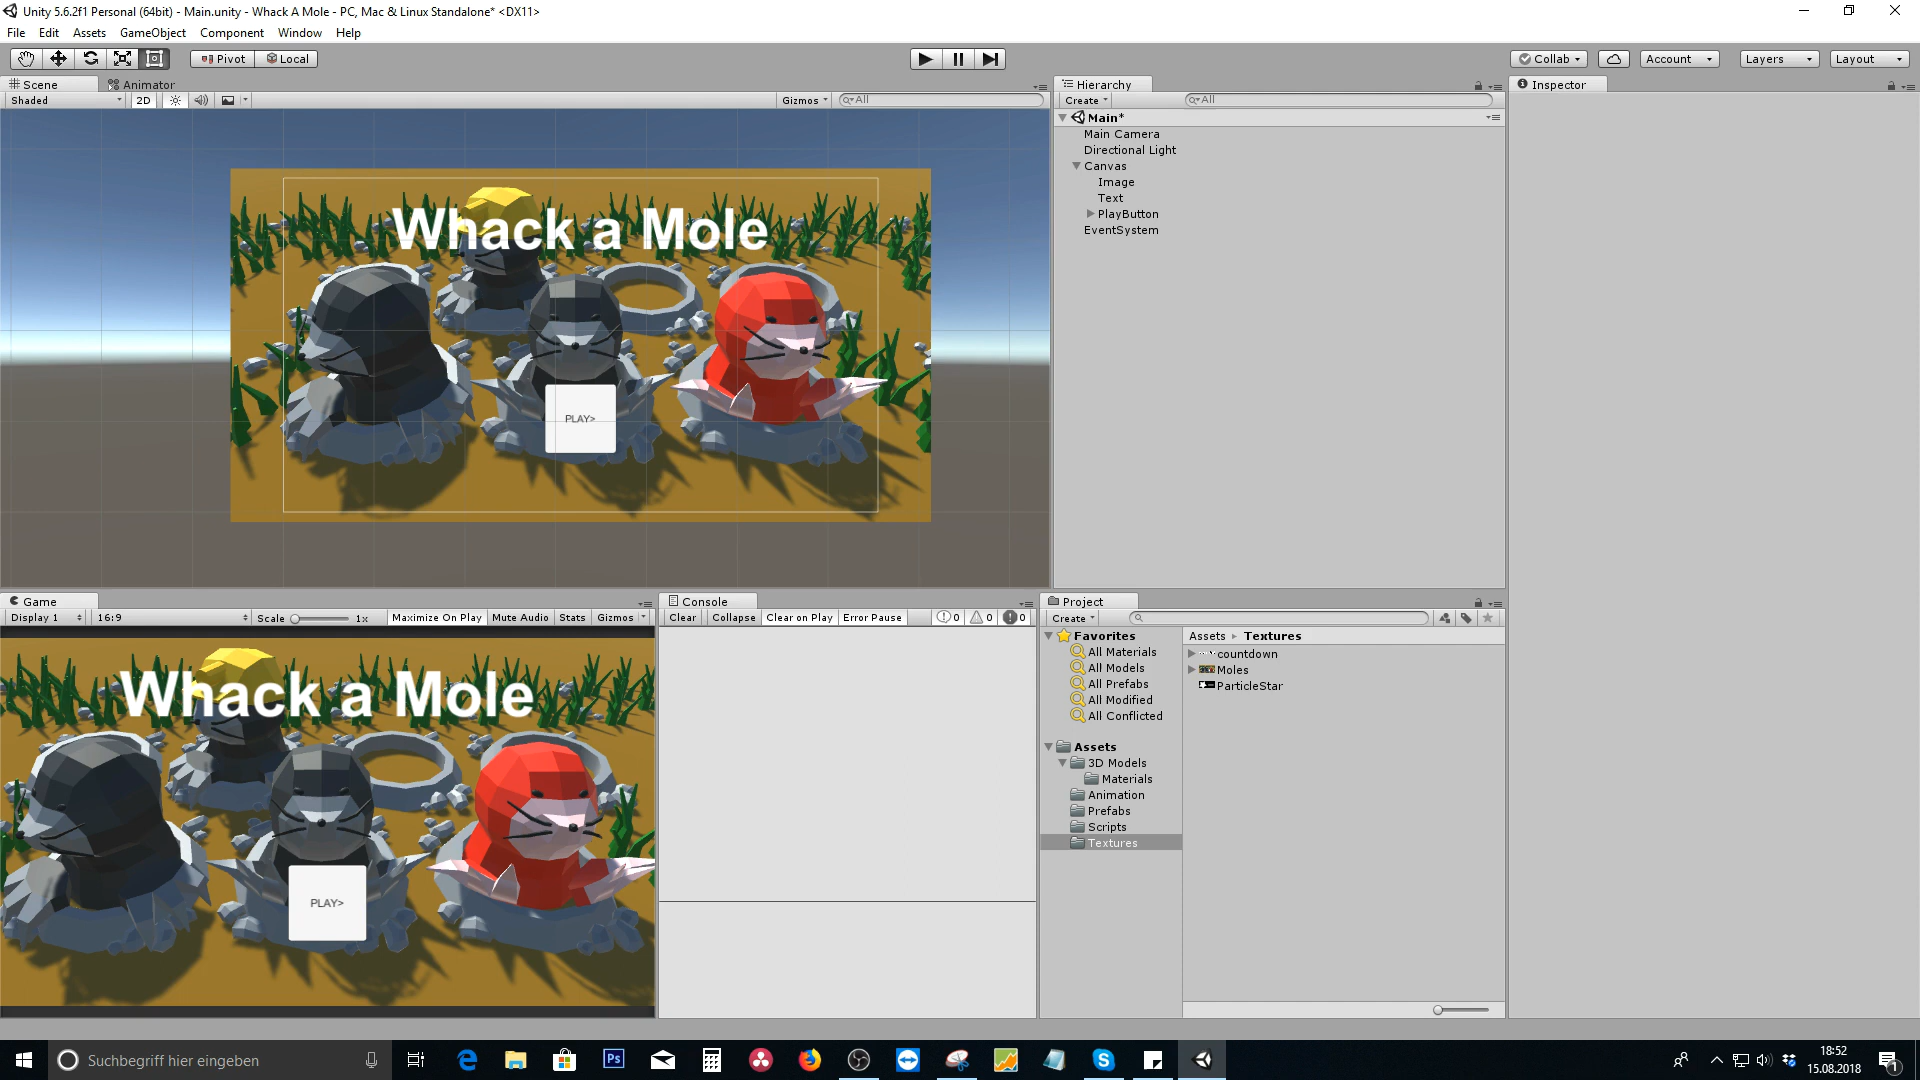 Unity 5.6.2f1 Personal (64bit) - Main.unity - Whack A Mole - PC, Mac & Linux Standalone* <DX11>
File Edit Assets GameObject Component Window Help
Pivot Local Collab Account Layers Layout
Scene Animator
Shaded 2D Gizmos All
Whack a Mole
PLAY>
Hierarchy
Create All
Main*
Main Camera
Directional Light
Canvas
Image
Text
PlayButton
EventSystem
Inspector
Game
Display 1 16:9 Scale 1x Maximize On Play Mute Audio Stats Gizmos
Whack a Mole
PLAY>
Console
Clear Collapse Clear on Play Error Pause 0 0 0
Project
Create
Favorites
All Materials
All Models
All Prefabs
All Modified
All Conflicted
Assets
3D Models
Materials
Animation
Prefabs
Scripts
Textures
Assets Textures
countdown
Moles
ParticleStar
Suchbegriff hier eingeben
Ps
18:52
15.08.2018
1